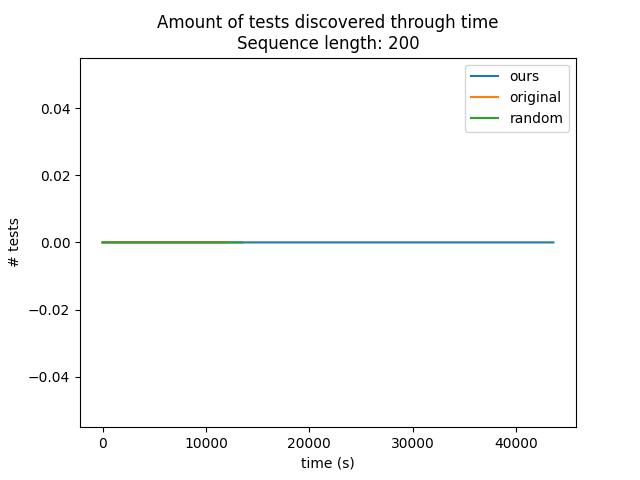 Amount of tests discovered through time
Sequence length: 200
ours
original
random
0.04
0.02
0.00
−0.02
−0.04
# tests
0 10000 20000 30000 40000
time (s)